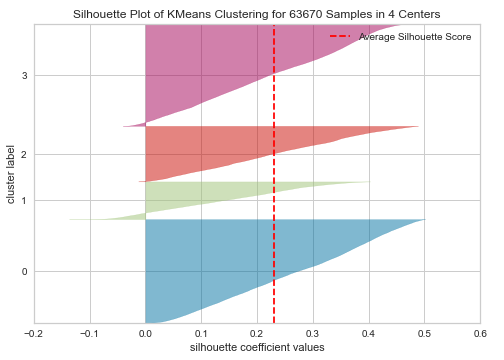 Silhouette Plot of KMeans Clustering for 63670 Samples in 4 Centers
Average Silhouette Score
cluster label
3
2
1
0
−0.2 −0.1 0.0 0.1 0.2 0.3 0.4 0.5 0.6
silhouette coefficient values